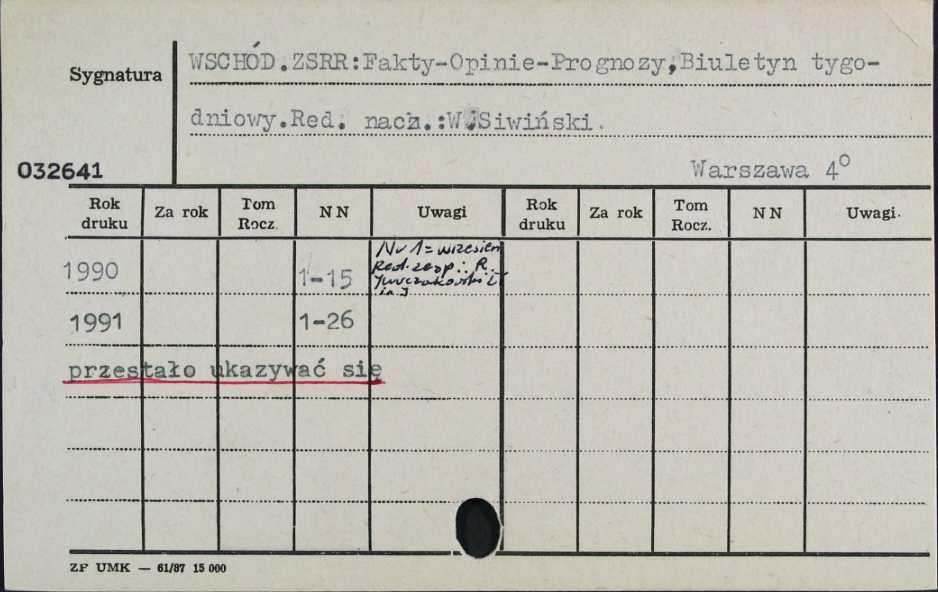 Sygnatura
WSCHÓD.ZSRR:Fakty-Opinie-Prognozy,Biuletyn tygo-
dniowy.Red. nacz.:W.Siwiński.
032641
Warszawa 4°
Rok druku Za rok Tom Rocz. NN Uwagi Rok druku Za rok Tom Rocz. NN Uwagi.
1990 1-15 Nr 1= wrzesień
Red. zesp.: R.
i in.
1991 1-26
przestało ukazywać się
ZP UMK — 61/87 15 000